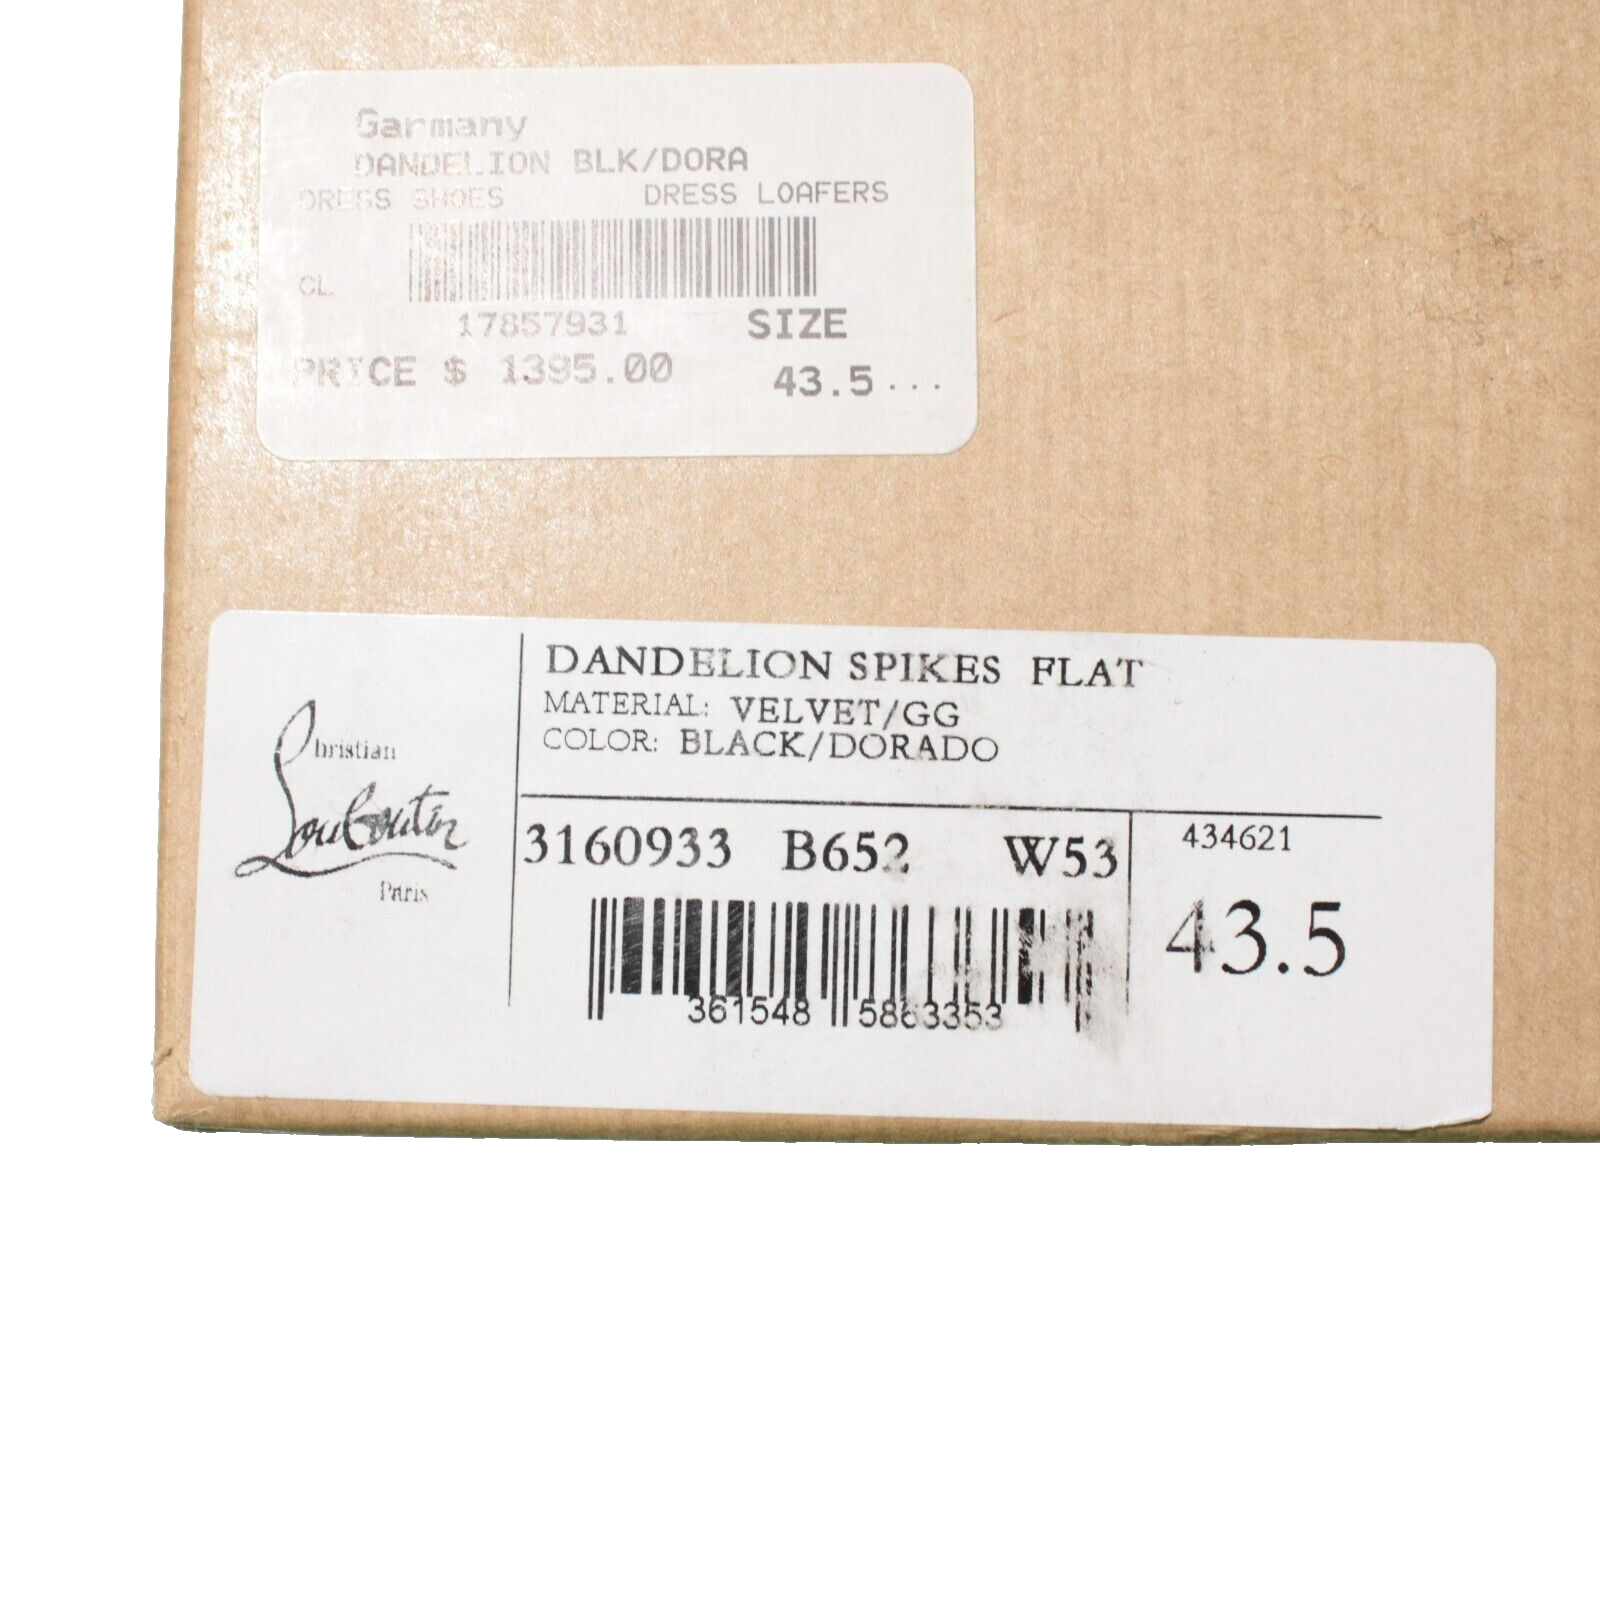 Garmany
DANDELION BLK/DORA
DRESS SHOES DRESS LOAFERS
CL
17857931 SIZE
PRICE $ 1395.00 43.5...
Christian
Louboutin
Paris
DANDELION SPIKES FLAT
MATERIAL: VELVET/GG
COLOR: BLACK/DORADO
3160933 B652 W53
434621
43.5
361548 5863353